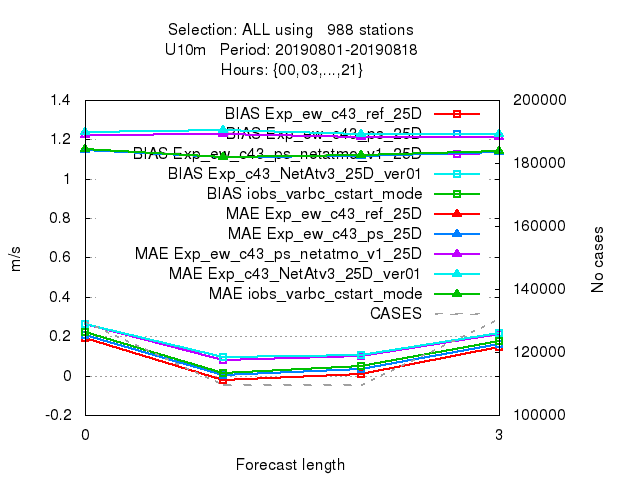 Selection: ALL using   988 stations
U10m   Period: 20190801-20190818
Hours: {00,03,...,21}
1.4
1.2
1
0.8
0.6
0.4
0.2
0
-0.2
200000
180000
160000
140000
120000
100000
m/s
No cases
BIAS Exp_ew_c43_ref_25D
BIAS Exp_ew_c43_ps_25D
BIAS Exp_ew_c43_ps_netatmo_v1_25D
BIAS Exp_c43_NetAtv3_25D_ver01
BIAS iobs_varbc_cstart_mode
MAE Exp_ew_c43_ref_25D
MAE Exp_ew_c43_ps_25D
MAE Exp_ew_c43_ps_netatmo_v1_25D
MAE Exp_c43_NetAtv3_25D_ver01
MAE iobs_varbc_cstart_mode
CASES
0
3
Forecast length